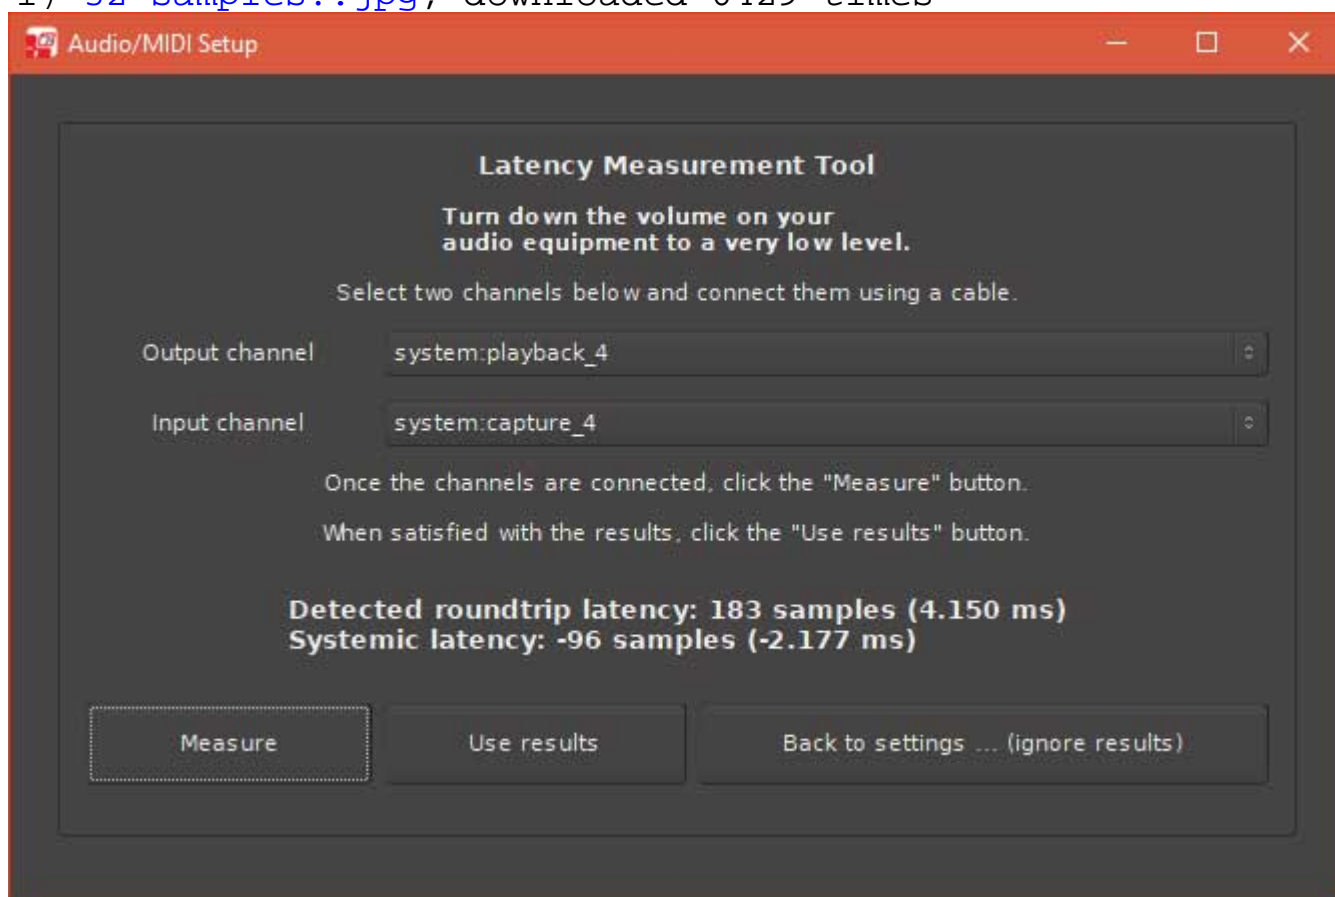 Audio/MIDI Setup
Latency Measurement Tool
Turn down the volume on your
audio equipment to a very low level.
Select two channels below and connect them using a cable.
Output channel system:playback_4
Input channel system:capture_4
Once the channels are connected, click the "Measure" button.
When satisfied with the results, click the "Use results" button.
Detected roundtrip latency: 183 samples (4.150 ms)
Systemic latency: -96 samples (-2.177 ms)
Measure Use results Back to settings ... (ignore results)